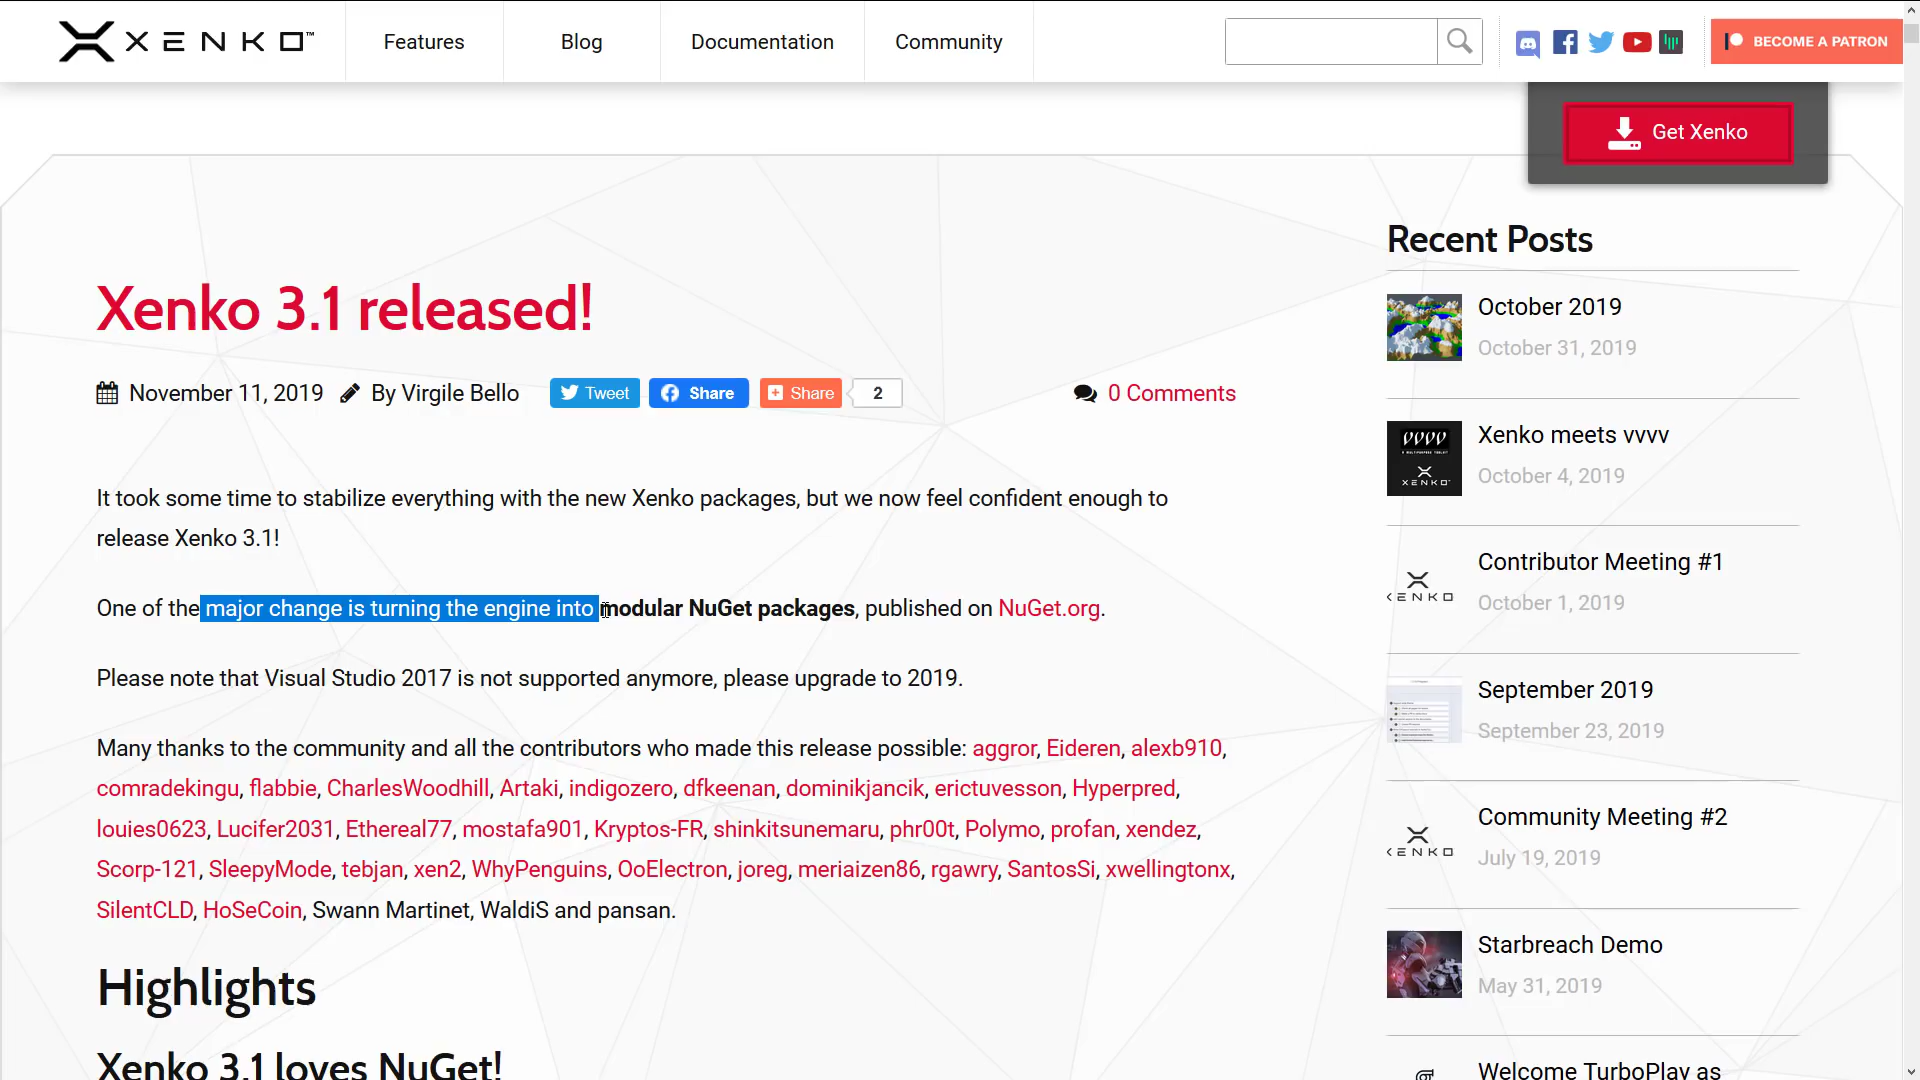 XENKO™
Features
Blog
Documentation
Community
BECOME A PATRON
Get Xenko
Xenko 3.1 released!
November 11, 2019
By Virgile Bello
Tweet
Share
Share
2
0 Comments
It took some time to stabilize everything with the new Xenko packages, but we now feel confident enough to
release Xenko 3.1!
One of the major change is turning the engine into modular NuGet packages, published on NuGet.org.
Please note that Visual Studio 2017 is not supported anymore, please upgrade to 2019.
Many thanks to the community and all the contributors who made this release possible: aggror, Eideren, alexb910,
comradekingu, flabbie, CharlesWoodhill, Artaki, indigozero, dfkeenan, dominikjancik, erictuvesson, Hyperpred,
louies0623, Lucifer2031, Ethereal77, mostafa901, Kryptos-FR, shinkitsunemaru, phr00t, Polymo, profan, xendez,
Scorp-121, SleepyMode, tebjan, xen2, WhyPenguins, OoElectron, joreg, meriaizen86, rgawry, SantosSi, xwellingtonx,
SilentCLD, HoSeCoin, Swann Martinet, WaldiS and pansan.
Highlights
Xenko 3.1 loves NuGet!
Recent Posts
October 2019
October 31, 2019
vvvv
XENKO
Xenko meets vvvv
October 4, 2019
XENKO
Contributor Meeting #1
October 1, 2019
September 2019
September 23, 2019
XENKO
Community Meeting #2
July 19, 2019
Starbreach Demo
May 31, 2019
Welcome TurboPlay as